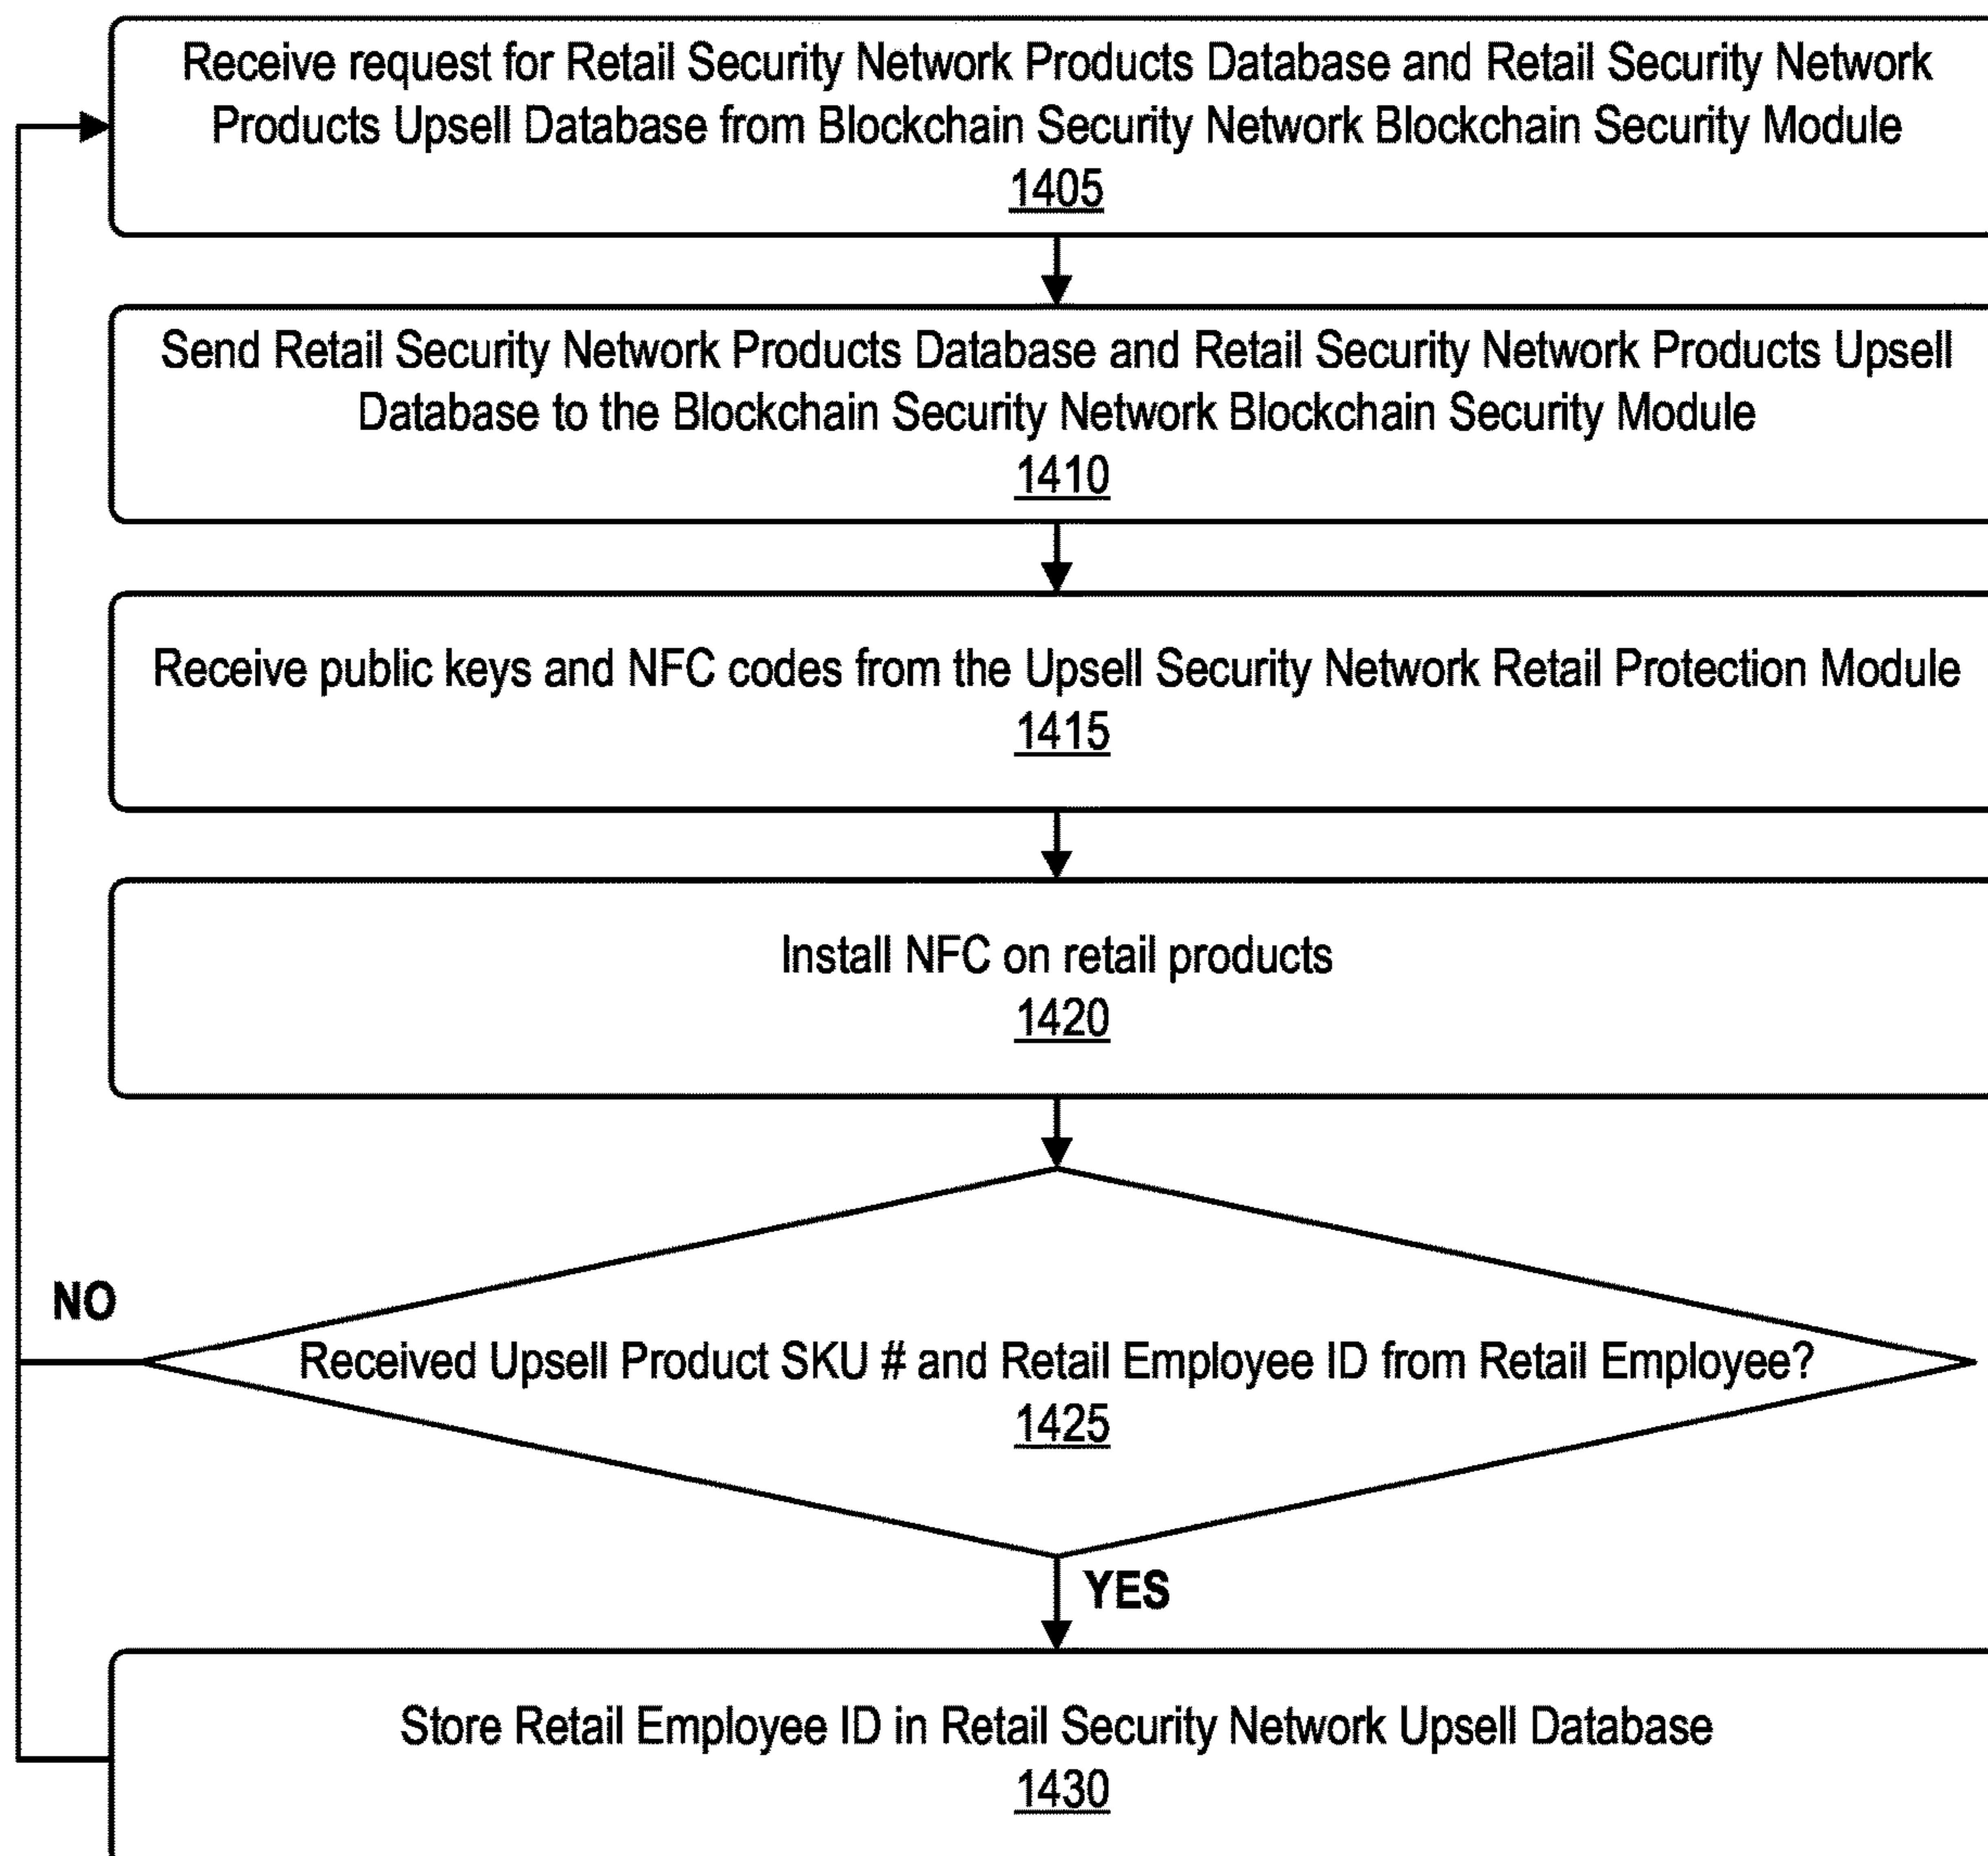 Receive request for Retail Security Network Products Database and Retail Security Network
Products Upsell Database from Blockchain Security Network Blockchain Security Module
1405
Send Retail Security Network Products Database and Retail Security Network Products Upsell
Database to the Blockchain Security Network Blockchain Security Module
1410
Receive public keys and NFC codes from the Upsell Security Network Retail Protection Module
1415
Install NFC on retail products
1420
NO
Received Upsell Product SKU # and Retail Employee ID from Retail Employee?
1425
YES
Store Retail Employee ID in Retail Security Network Upsell Database
1430